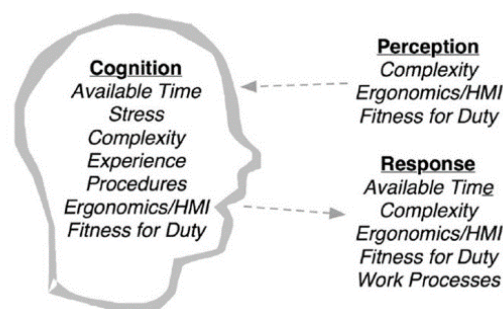 Cognition
Available Time
Stress
Complexity
Experience
Procedures
Ergonomics/HMI
Fitness for Duty
Perception
Complexity
Ergonomics/HMI
Fitness for Duty
Response
Available Time
Complexity
Ergonomics/HMI
Fitness for Duty
Work Processes